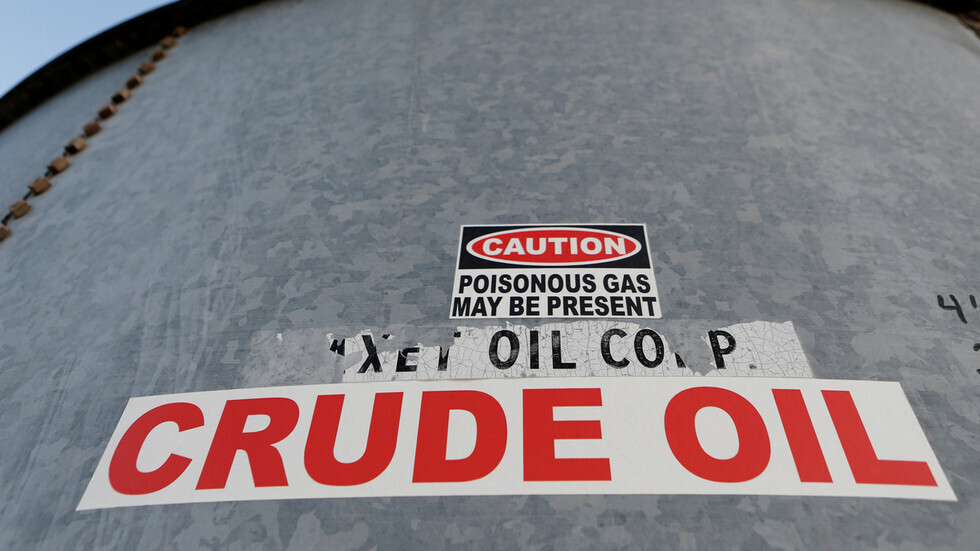 CAUTION
POISONOUS GAS
MAY BE PRESENT
OIL
CRUDE OIL